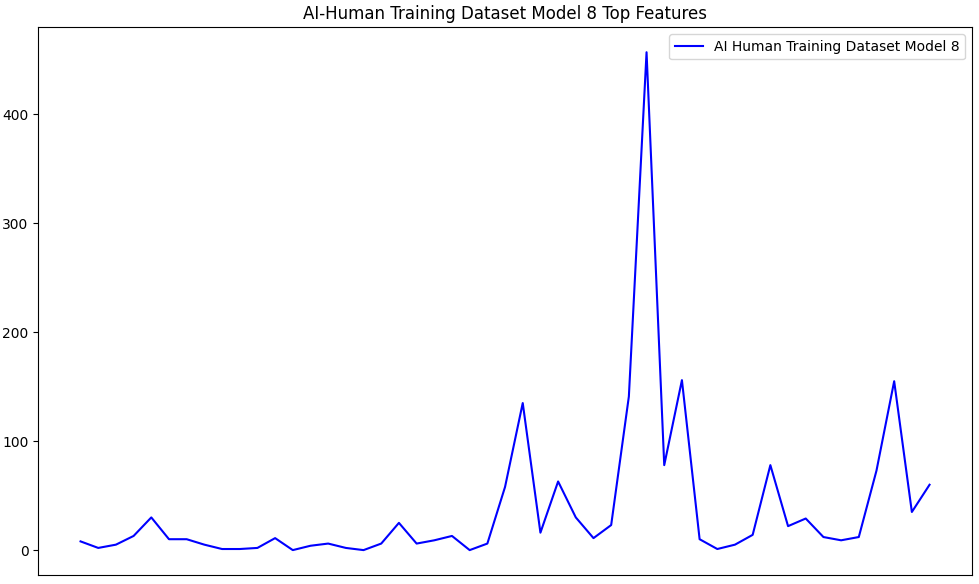 AI-Human Training Dataset Model 8 Top Features
AI Human Training Dataset Model 8
400
300
200
100
0